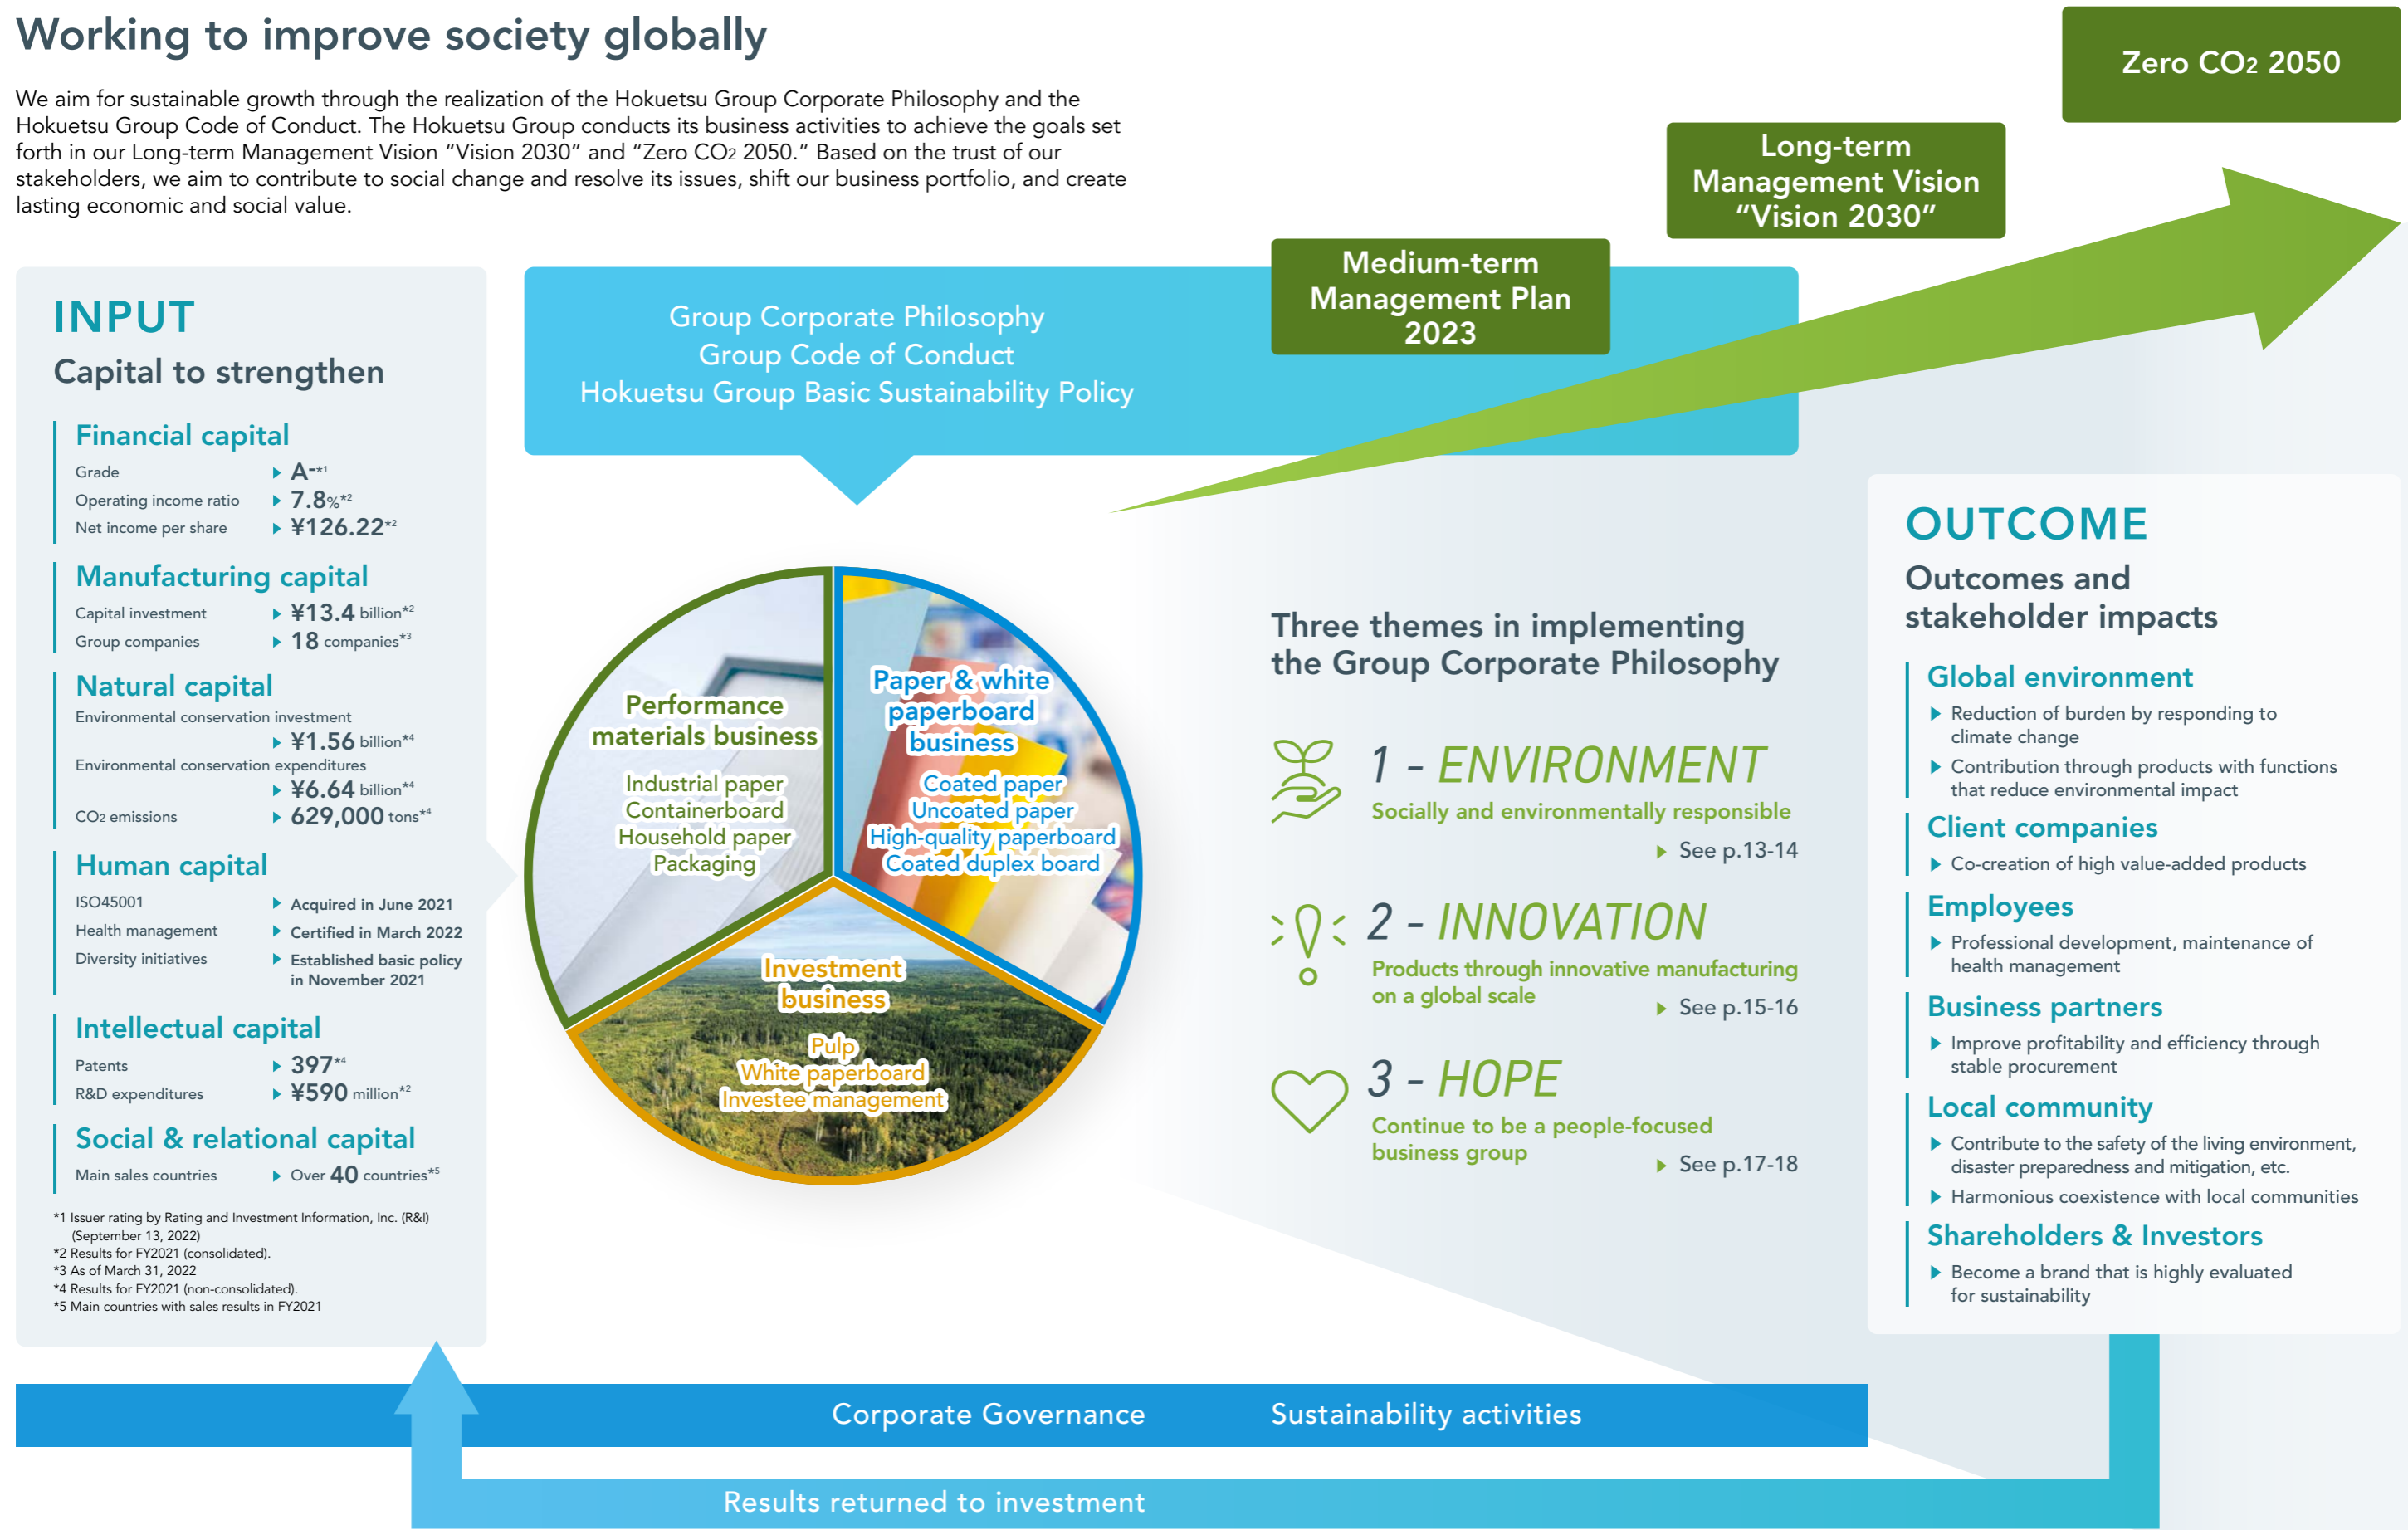 Working to improve society globally
We aim for sustainable growth through the realization of the Hokuetsu Group Corporate Philosophy and the
Hokuetsu Group Code of Conduct. The Hokuetsu Group conducts its business activities to achieve the goals set
forth in our Long-term Management Vision “Vision 2030” and “Zero CO2 2050.” Based on the trust of our
stakeholders, we aim to contribute to social change and resolve its issues, shift our business portfolio, and create
lasting economic and social value.
Zero CO2 2050
Long-term
Management Vision
“Vision 2030”
Medium-term
Management Plan
2023
Group Corporate Philosophy
Group Code of Conduct
Hokuetsu Group Basic Sustainability Policy
INPUT
Capital to strengthen
Financial capital
Grade A-*1
Operating income ratio 7.8%*2
Net income per share ¥126.22*2
Manufacturing capital
Capital investment ¥13.4 billion*2
Group companies 18 companies*3
Natural capital
Environmental conservation investment
¥1.56 billion*4
Environmental conservation expenditures
¥6.64 billion*4
CO2 emissions 629,000 tons*4
Human capital
ISO45001 Acquired in June 2021
Health management Certified in March 2022
Diversity initiatives Established basic policy
in November 2021
Intellectual capital
Patents 397*4
R&D expenditures ¥590 million*2
Social & relational capital
Main sales countries Over 40 countries*5
*1 Issuer rating by Rating and Investment Information, Inc. (R&I)
(September 13, 2022)
*2 Results for FY2021 (consolidated).
*3 As of March 31, 2022
*4 Results for FY2021 (non-consolidated).
*5 Main countries with sales results in FY2021
Performance
materials business
Industrial paper
Containerboard
Household paper
Packaging
Paper & white
paperboard
business
Coated paper
Uncoated paper
High-quality paperboard
Coated duplex board
Investment
business
Pulp
White paperboard
Investee management
Three themes in implementing
the Group Corporate Philosophy
1 - ENVIRONMENT
Socially and environmentally responsible
See p.13-14
2 - INNOVATION
Products through innovative manufacturing
on a global scale
See p.15-16
3 - HOPE
Continue to be a people-focused
business group
See p.17-18
OUTCOME
Outcomes and
stakeholder impacts
Global environment
Reduction of burden by responding to
climate change
Contribution through products with functions
that reduce environmental impact
Client companies
Co-creation of high value-added products
Employees
Professional development, maintenance of
health management
Business partners
Improve profitability and efficiency through
stable procurement
Local community
Contribute to the safety of the living environment,
disaster preparedness and mitigation, etc.
Harmonious coexistence with local communities
Shareholders & Investors
Become a brand that is highly evaluated
for sustainability
Corporate Governance
Sustainability activities
Results returned to investment